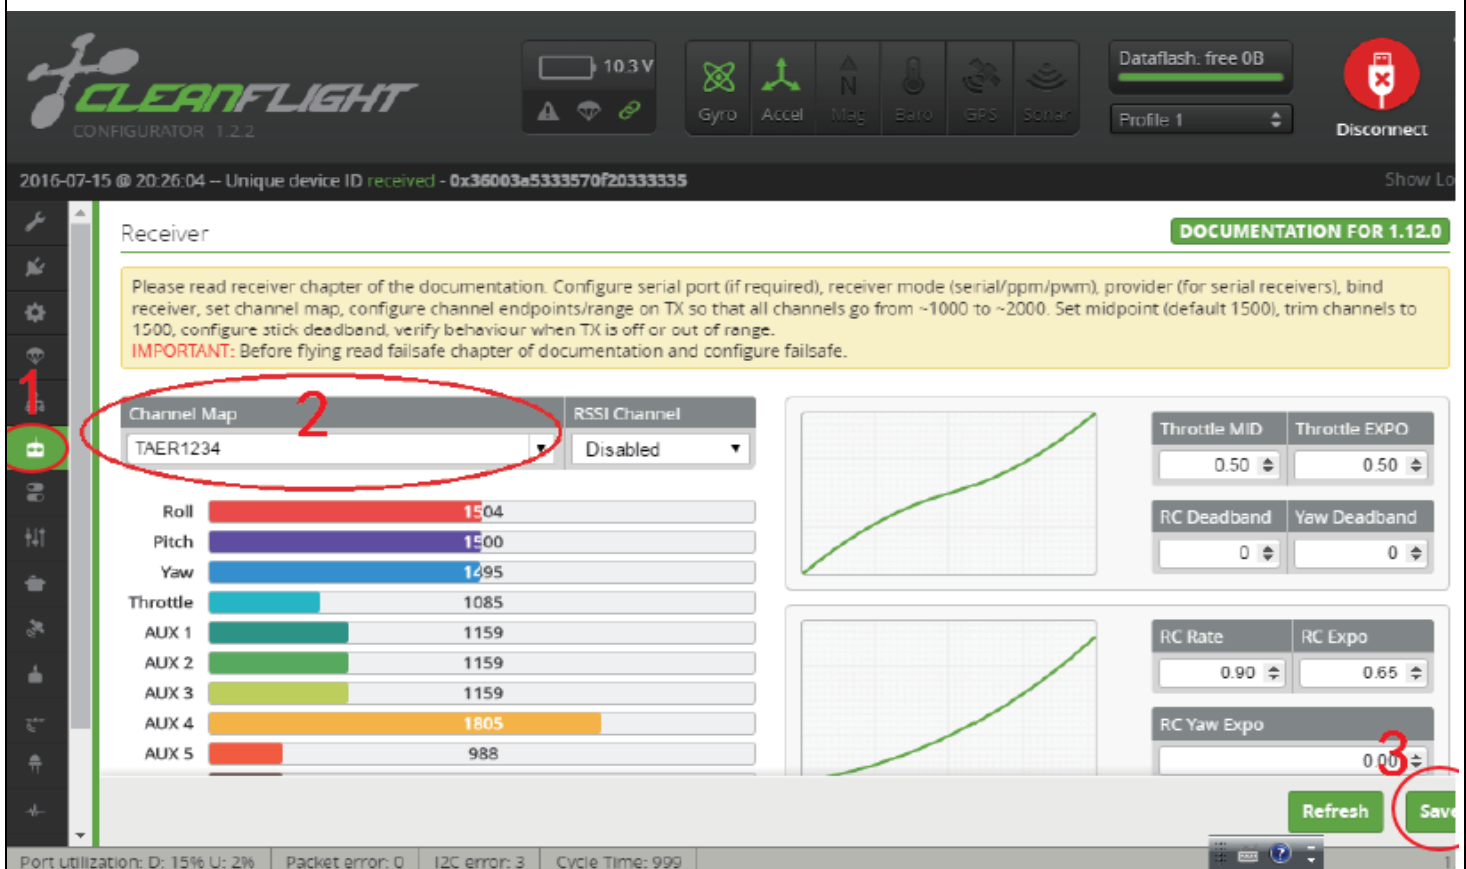 CLEANFLIGHT
CONFIGURATOR 1.2.2
10.3 V
Gyro Accel Mag Baro GPS Sonar
Dataflash: free 0B
Profile 1
Disconnect
2016-07-15 @ 20:26:04 -- Unique device ID received - 0x36003a5333570f20333335
Show Lo
Receiver
DOCUMENTATION FOR 1.12.0
Please read receiver chapter of the documentation. Configure serial port (if required), receiver mode (serial/ppm/pwm), provider (for serial receivers), bind
receiver, set channel map, configure channel endpoints/range on TX so that all channels go from ~1000 to ~2000. Set midpoint (default 1500), trim channels to
1500, configure stick deadband, verify behaviour when TX is off or out of range.
IMPORTANT: Before flying read failsafe chapter of documentation and configure failsafe.
1
2
Channel Map RSSI Channel
TAER1234 Disabled
Roll 1504
Pitch 1500
Yaw 1495
Throttle 1085
AUX 1 1159
AUX 2 1159
AUX 3 1159
AUX 4 1805
AUX 5 988
Throttle MID Throttle EXPO
0.50 0.50
RC Deadband Yaw Deadband
0 0
RC Rate RC Expo
0.90 0.65
RC Yaw Expo
0.00
3
Refresh Save
Port utilization: D: 15% U: 2% Packet error: 0 I2C error: 3 Cycle Time: 999
1